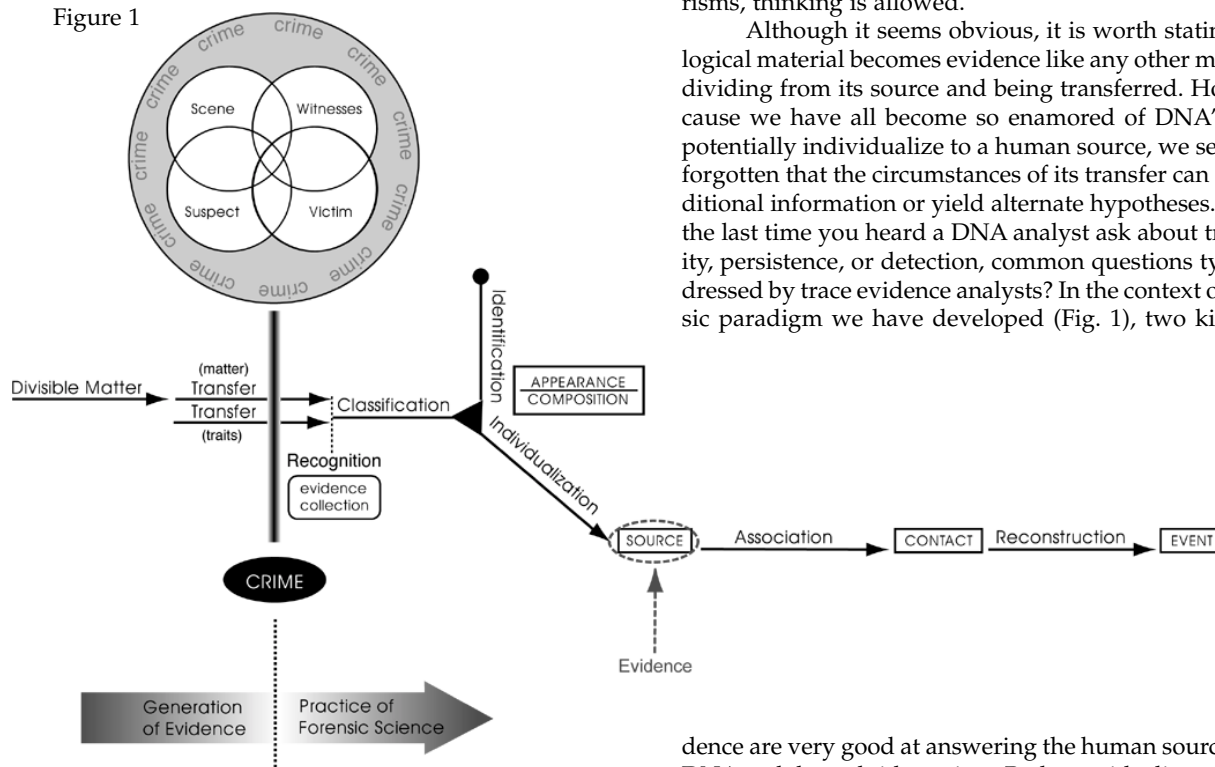 Figure 1
crime crime crime crime crime crime crime crime crime crime crime
Scene
Witnesses
Suspect
Victim
Divisible Matter
(matter)
Transfer
Transfer
(traits)
Recognition
evidence
collection
Classification
Identification
APPEARANCE
COMPOSITION
Individualization
SOURCE
Association
CONTACT
Reconstruction
EVENT
Evidence
CRIME
Generation
of Evidence
Practice of
Forensic Science
risms, thinking is allowed.
Although it seems obvious, it is worth statin
logical material becomes evidence like any other m
dividing from its source and being transferred. Ho
cause we have all become so enamored of DNA'
potentially individualize to a human source, we se
forgotten that the circumstances of its transfer can
ditional information or yield alternate hypotheses.
the last time you heard a DNA analyst ask about tr
ity, persistence, or detection, common questions ty
dressed by trace evidence analysts? In the context o
sic paradigm we have developed (Fig. 1), two ki
dence are very good at answering the human sourc